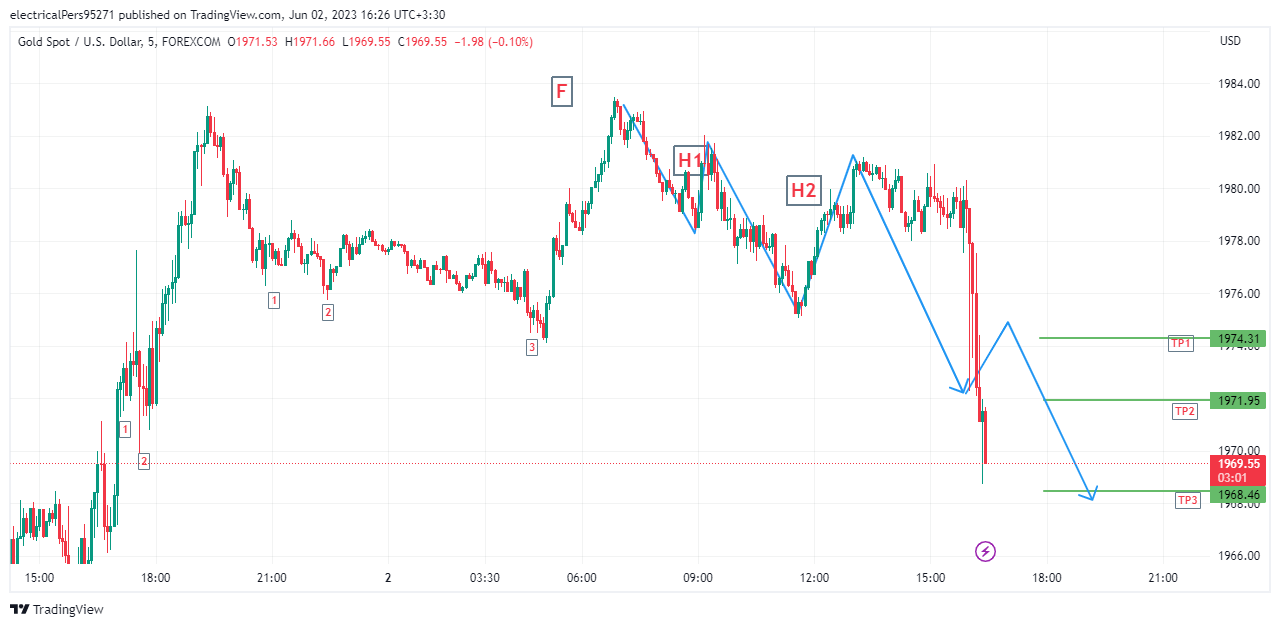 electricalPers95271 published on TradingView.com, Jun 02, 2023 16:26 UTC+3:30
Gold Spot / U.S. Dollar, 5, FOREXCOM O1971.53 H1971.66 L1969.55 C1969.55 −1.98 (−0.10%)
USD
F
1984.00
1982.00
H1
H2
1980.00
1978.00
1976.00
1
2
3
1974.31
TP1
1974.00
1971.95
TP2
1
2
1970.00
1969.55
03:01
1968.46
TP3
1968.00
1966.00
15:00 18:00 21:00 2 03:30 06:00 09:00 12:00 15:00 18:00 21:00
TradingView